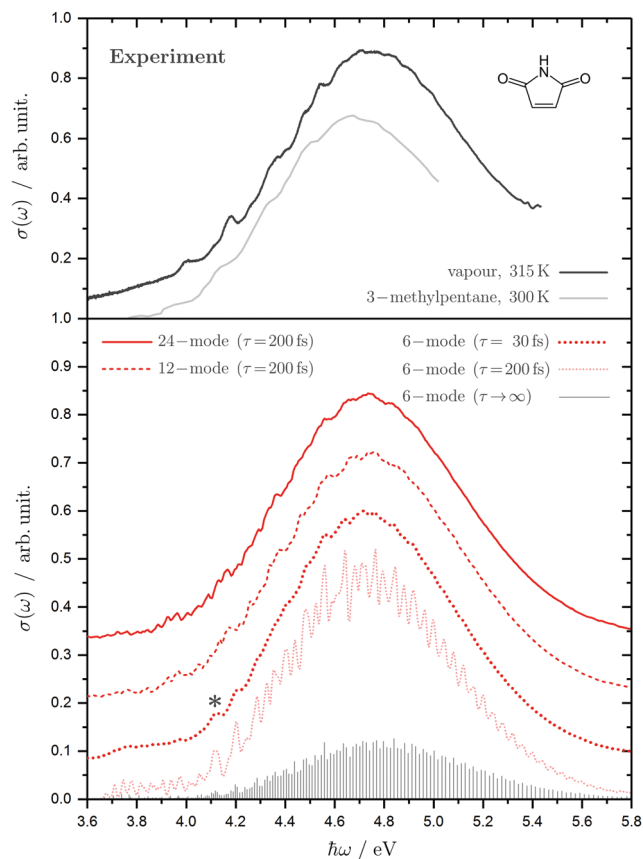 1.0
Experiment
H
O N O
0.8
0.6
σ(ω) / arb. unit.
0.4
0.2
vapour, 315 K
3−methylpentane, 300 K
1.0
24−mode (τ=200 fs)
6−mode (τ= 30 fs)
12−mode (τ=200 fs)
6−mode (τ=200 fs)
6−mode (τ→∞)
0.9
0.8
0.7
0.6
0.5
σ(ω) / arb. unit.
0.4
0.3
0.2
*
0.1
0.0
3.6 3.8 4.0 4.2 4.4 4.6 4.8 5.0 5.2 5.4 5.6 5.8
ℏω / eV